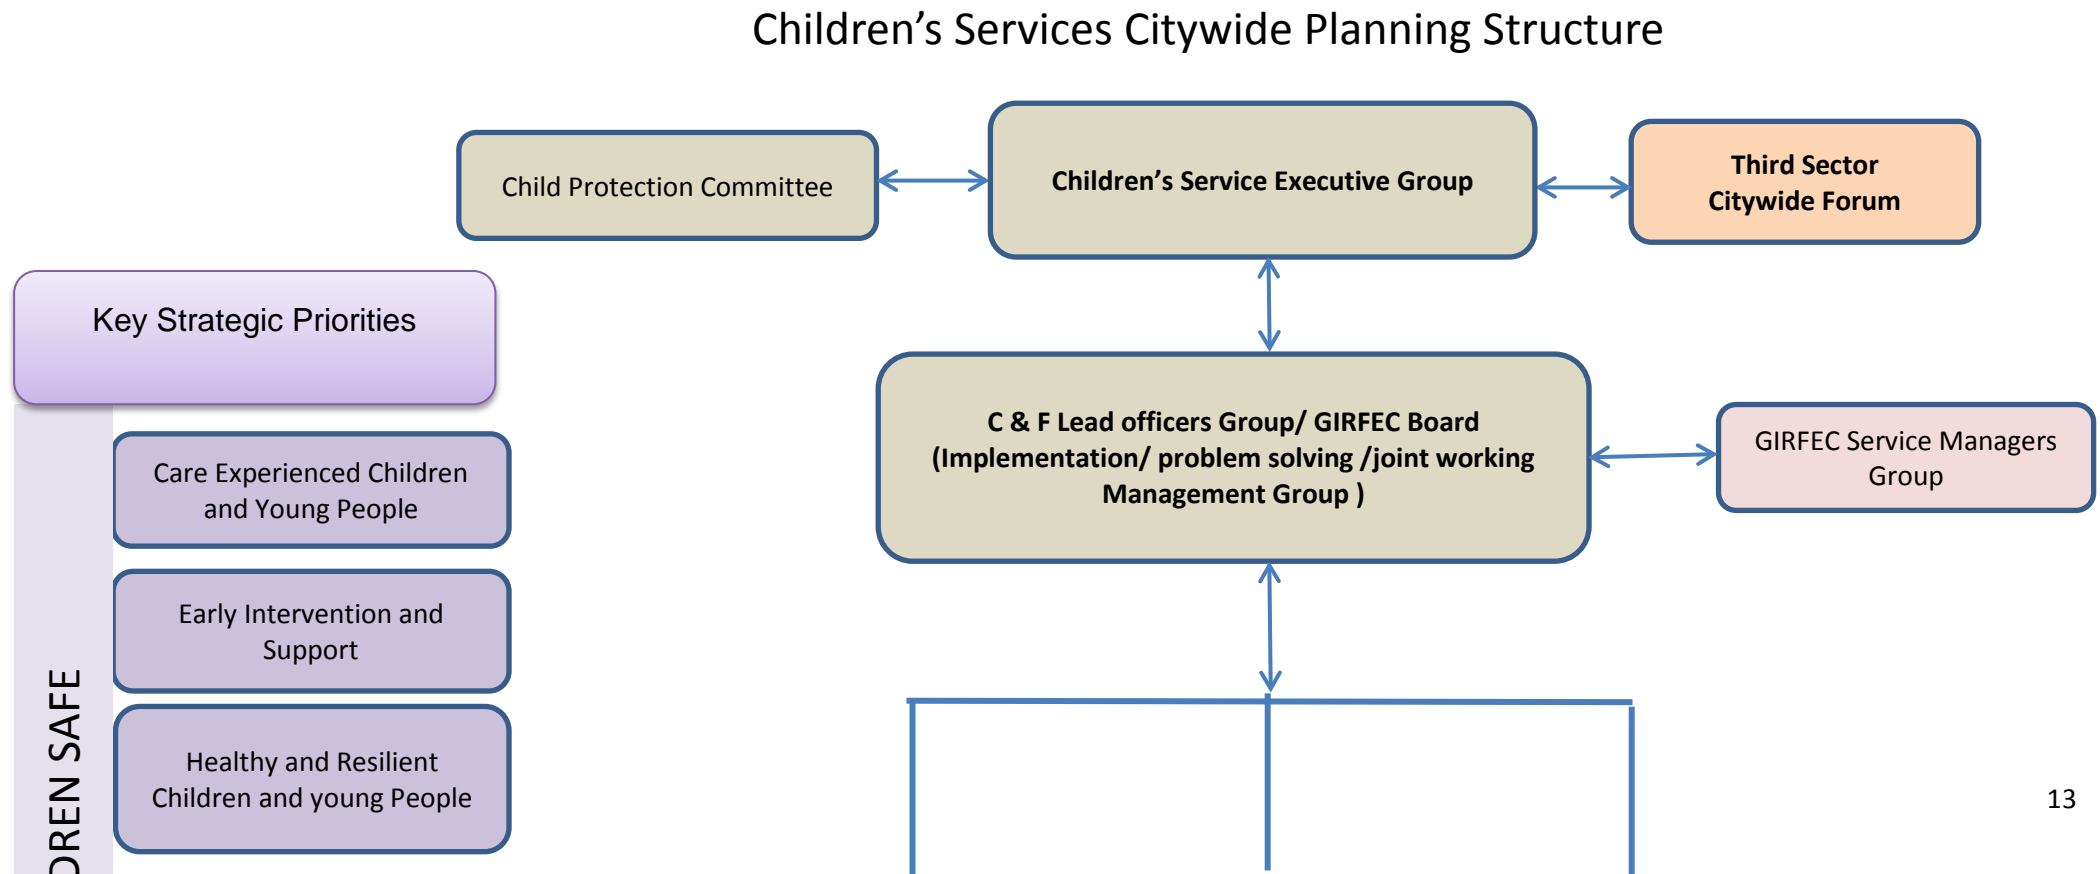 Children’s Services Citywide Planning Structure
Child Protection Committee
Children’s Service Executive Group
Third Sector
Citywide Forum
Key Strategic Priorities
C & F Lead officers Group/ GIRFEC Board
(Implementation/ problem solving /joint working
Management Group )
GIRFEC Service Managers
Group
Care Experienced Children
and Young People
Early Intervention and
Support
Healthy and Resilient
Children and young People
DREN SAFE
13